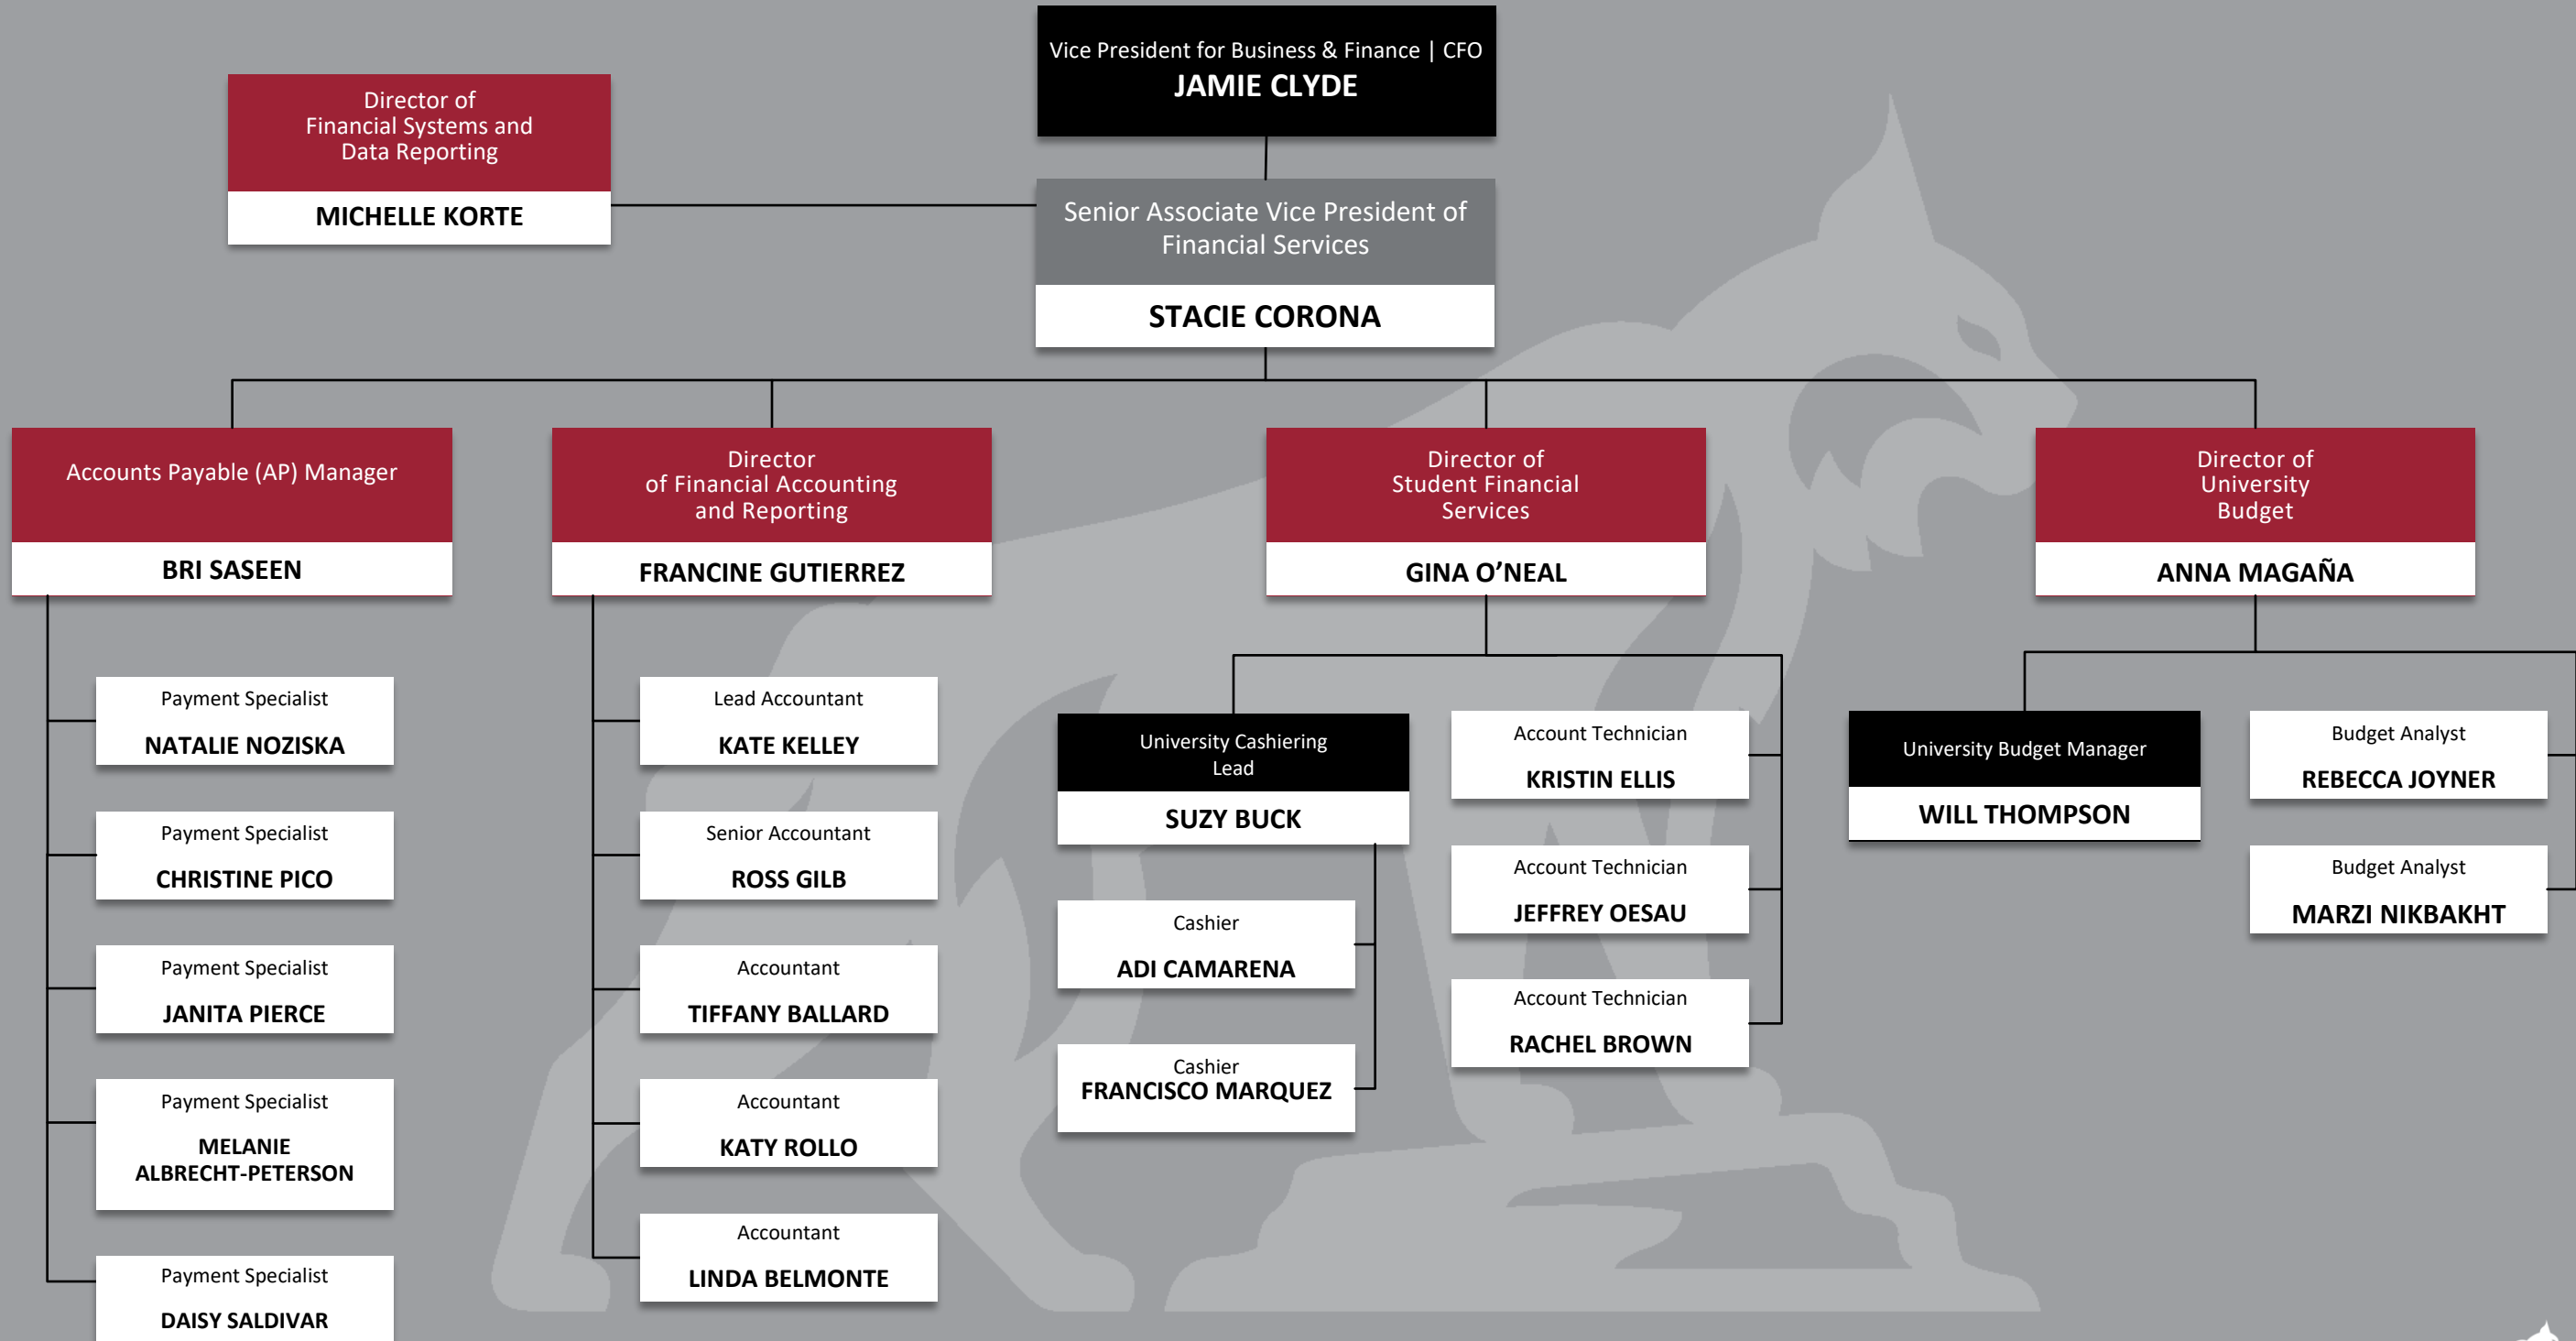 Vice President for Business & Finance | CFO
JAMIE CLYDE
Director of
Financial Systems and
Data Reporting
MICHELLE KORTE
Senior Associate Vice President of
Financial Services
STACIE CORONA
Accounts Payable (AP) Manager
BRI SASEEN
Director
of Financial Accounting
and Reporting
FRANCINE GUTIERREZ
Director of
Student Financial
Services
GINA O’NEAL
Director of
University
Budget
ANNA MAGAÑA
Payment Specialist
NATALIE NOZISKA
Payment Specialist
CHRISTINE PICO
Payment Specialist
JANITA PIERCE
Payment Specialist
MELANIE
ALBRECHT-PETERSON
Payment Specialist
DAISY SALDIVAR
Lead Accountant
KATE KELLEY
Senior Accountant
ROSS GILB
Accountant
TIFFANY BALLARD
Accountant
KATY ROLLO
Accountant
LINDA BELMONTE
University Cashiering
Lead
SUZY BUCK
Cashier
ADI CAMARENA
Cashier
FRANCISCO MARQUEZ
Account Technician
KRISTIN ELLIS
Account Technician
JEFFREY OESAU
Account Technician
RACHEL BROWN
University Budget Manager
WILL THOMPSON
Budget Analyst
REBECCA JOYNER
Budget Analyst
MARZI NIKBAKHT